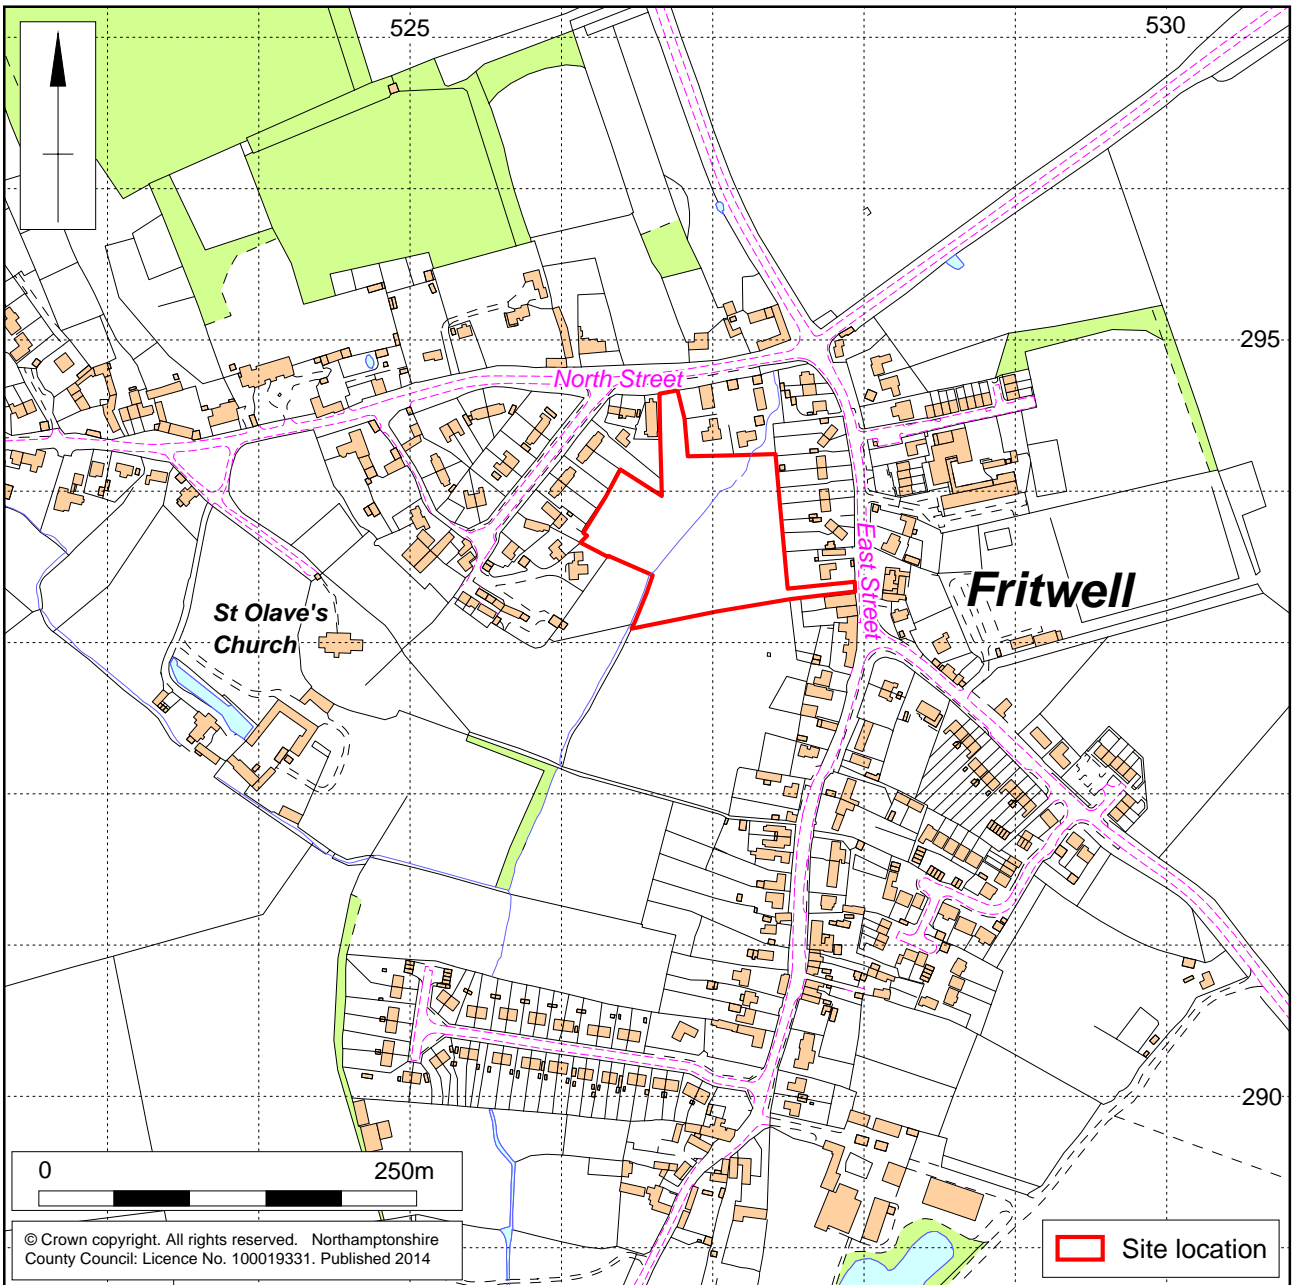 525
530
295
North Street
East Street
Fritwell
St Olave's
Church
290
0 250m
© Crown copyright. All rights reserved. Northamptonshire
County Council: Licence No. 100019331. Published 2014
Site location